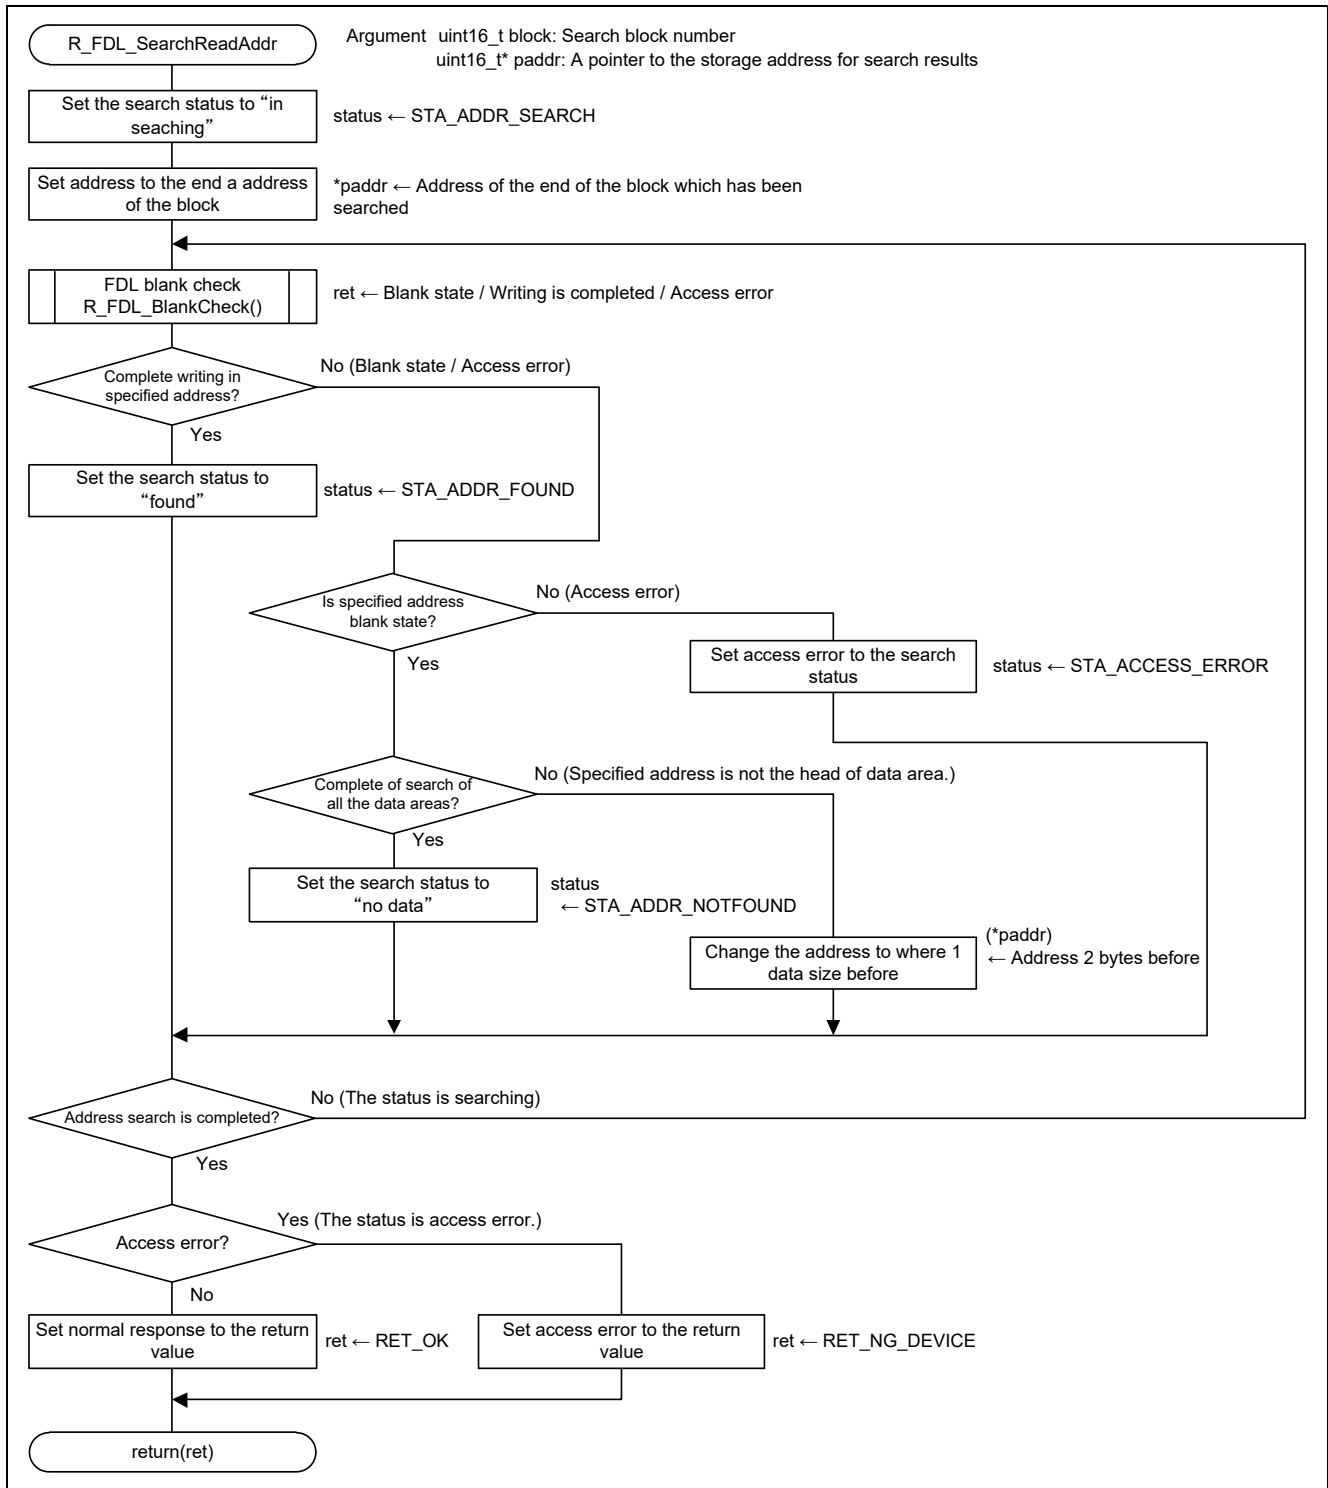 R_FDL_SearchReadAddr
Argument uint16_t block: Search block number
uint16_t* paddr: A pointer to the storage address for search results
Set the search status to “in
seaching”
status ← STA_ADDR_SEARCH
Set address to the end a address
of the block
*paddr ← Address of the end of the block which has been
searched
FDL blank check
R_FDL_BlankCheck()
ret ← Blank state / Writing is completed / Access error
No (Blank state / Access error)
Complete writing in
specified address?
Yes
Set the search status to
“found”
status ← STA_ADDR_FOUND
No (Access error)
Is specified address
blank state?
Yes
Set access error to the search
status
status ← STA_ACCESS_ERROR
No (Specified address is not the head of data area.)
Complete of search of
all the data areas?
Yes
Set the search status to
“no data”
status
← STA_ADDR_NOTFOUND
Change the address to where 1
data size before
(*paddr)
← Address 2 bytes before
No (The status is searching)
Address search is completed?
Yes
Yes (The status is access error.)
Access error?
No
Set normal response to the return
value
ret ← RET_OK
Set access error to the return
value
ret ← RET_NG_DEVICE
return(ret)